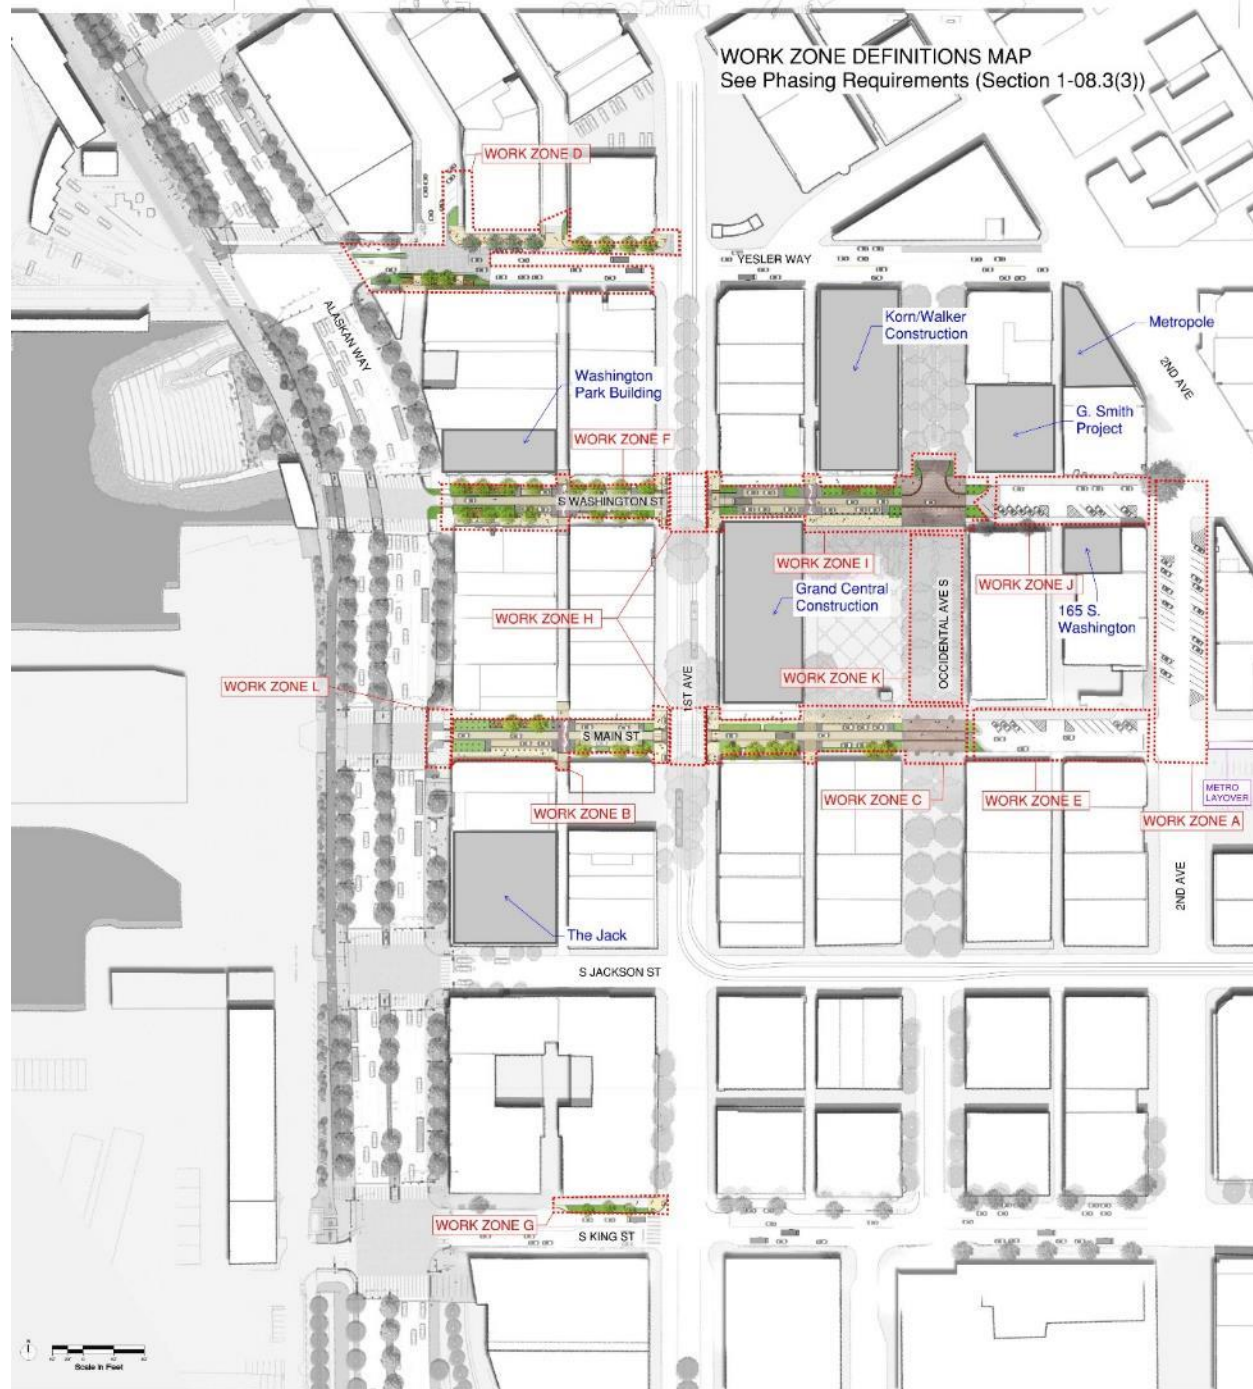 WORK ZONE DEFINITIONS MAP
See Phasing Requirements (Section 1-08.3(3))
WORK ZONE D
YESLER WAY
ALASKAN WAY
Korn/Walker
Construction
Metropole
2ND AVE
Washington
Park Building
G. Smith
Project
WORK ZONE F
S WASHINGTON ST
WORK ZONE I
WORK ZONE J
Grand Central
Construction
165 S.
Washington
WORK ZONE H
OCCIDENTAL AVE S
1ST AVE
WORK ZONE K
WORK ZONE L
S MAIN ST
METRO
LAYOVER
WORK ZONE B
WORK ZONE C
WORK ZONE E
WORK ZONE A
2ND AVE
The Jack
S JACKSON ST
WORK ZONE G
S KING ST
Scale In Feet